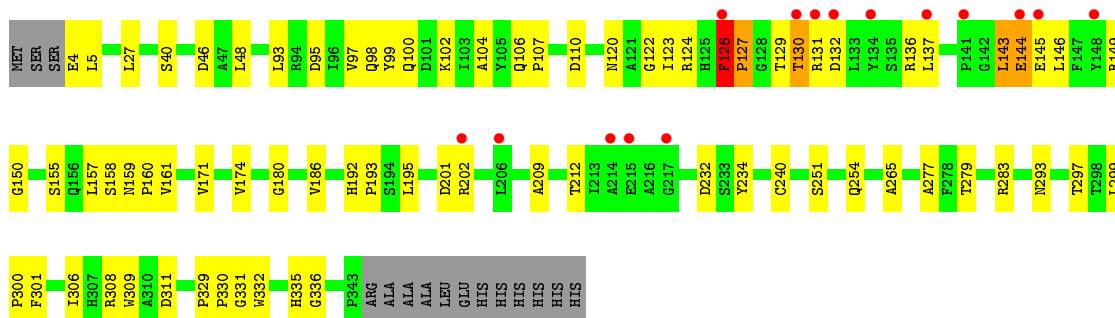 MET SER SER E4 L5 L27 S40 D46 A47 L48 L93 R94 D95 I96 V97 Q98 Y99 Q100 D101 K102 I103 A104 Y105 Q106 P107 D110 N120 A121 G122 I123 R124 H125 F126 P127 G128 T129 T130 R131 D132 L133 Y134 S135 R136 L137 P141 G142 L143 E144 E145 L146 F147 Y148 R149
G150 S155 Q156 L157 S158 N159 P160 V161 V171 V174 G180 V186 H192 P193 S194 L195 D201 R202 L206 A209 T212 I213 A214 E215 A216 G217 D232 S233 Y234 C240 S251 Q254 A265 A277 F278 T279 R283 N293 T297 T298 L299
P300 F301 I306 H307 R308 W309 A310 D311 P329 P330 G331 W332 H335 G336 P343 ARG ALA ALA ALA LEU GLU HIS HIS HIS HIS HIS HIS